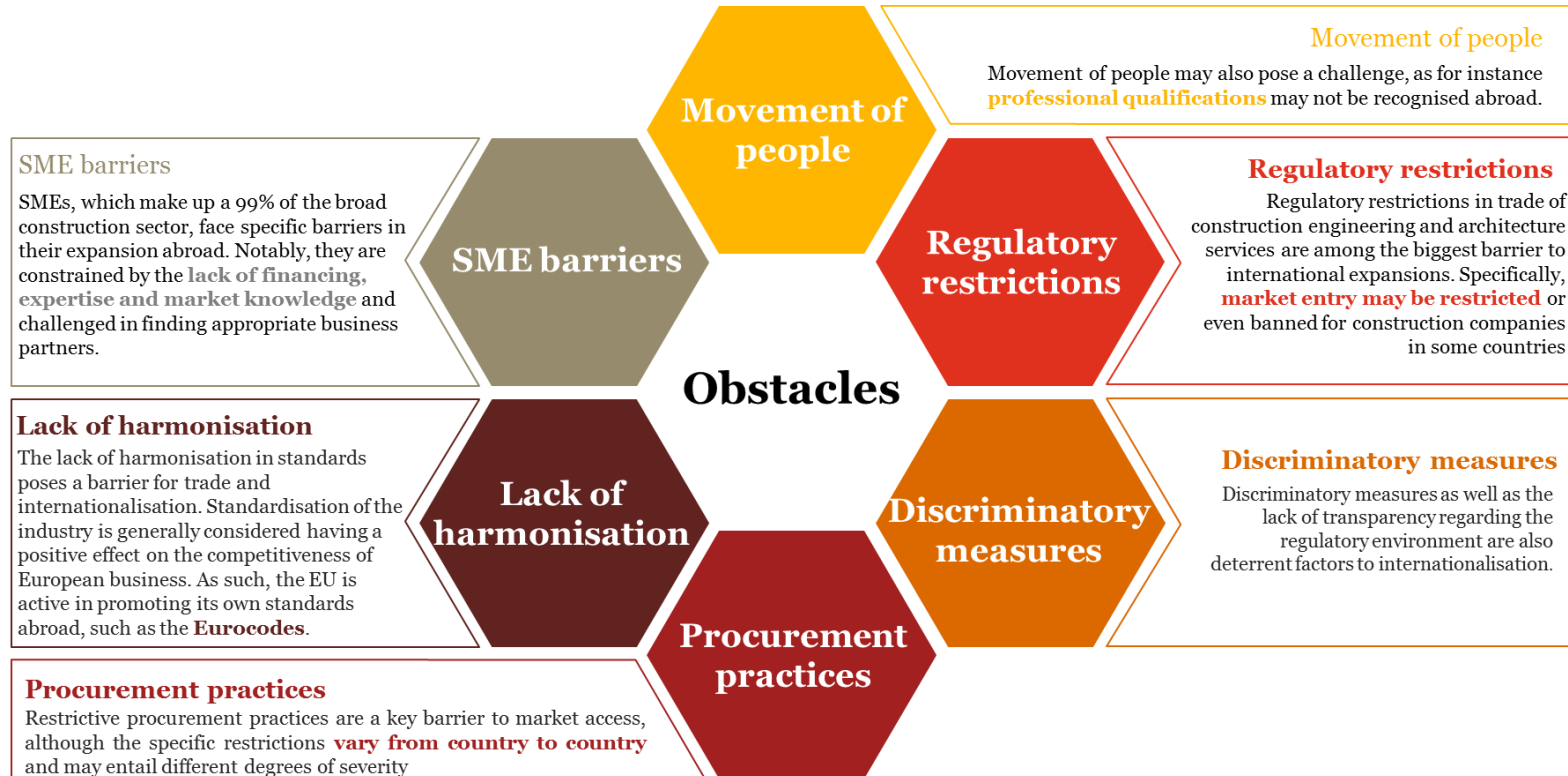 Movement of people
Movement of people may also pose a challenge, as for instance
professional qualifications may not be recognised abroad.
Movement of
people
SME barriers
SMEs, which make up a 99% of the broad
construction sector, face specific barriers in
their expansion abroad. Notably, they are
constrained by the lack of financing,
expertise and market knowledge and
challenged in finding appropriate business
partners.
SME barriers
Regulatory
restrictions
Regulatory restrictions
Regulatory restrictions in trade of
construction engineering and architecture
services are among the biggest barrier to
international expansions. Specifically,
market entry may be restricted or
even banned for construction companies
in some countries
Obstacles
Lack of harmonisation
The lack of harmonisation in standards
poses a barrier for trade and
internationalisation. Standardisation of the
industry is generally considered having a
positive effect on the competitiveness of
European business. As such, the EU is
active in promoting its own standards
abroad, such as the Eurocodes.
Lack of
harmonisation
Discriminatory
measures
Discriminatory measures
Discriminatory measures as well as the
lack of transparency regarding the
regulatory environment are also
deterrent factors to internationalisation.
Procurement
practices
Procurement practices
Restrictive procurement practices are a key barrier to market access,
although the specific restrictions vary from country to country
and may entail different degrees of severity